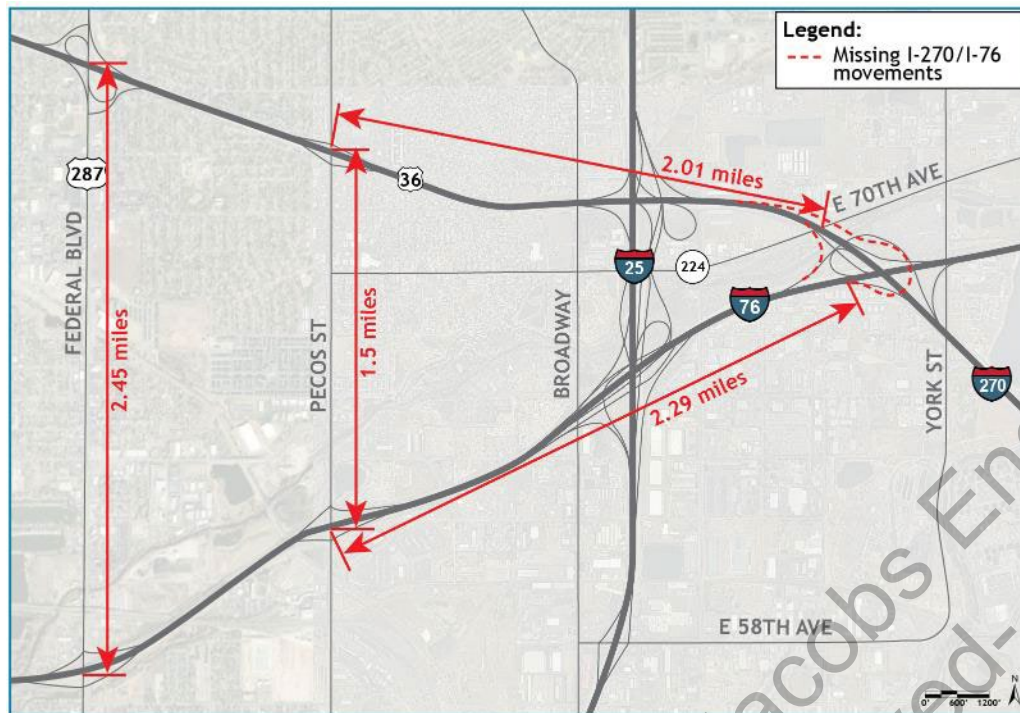 Legend:
Missing I-270/I-76
movements
287
36
2.01 miles
E 70TH AVE
FEDERAL BLVD
2.45 miles
PECOS ST
1.5 miles
BROADWAY
25
224
76
2.29 miles
YORK ST
270
E 58TH AVE
N
0' 600' 1200'